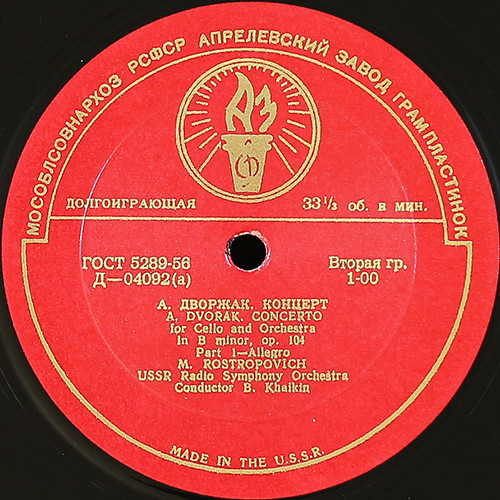 МОСОБЛСОВНАРХОЗ РСФСР АПРЕЛЕВСКИЙ ЗАВОД ГРАМПЛАСТИНОК
ДОЛГОИГРАЮЩАЯ 33 1/3 об. в мин.
ГОСТ 5289-56 Вторая гр.
Д—04092(а) 1-00
А. ДВОРЖАК. КОНЦЕРТ
A. DVORAK. CONCERTO
for Cello and Orchestra
in B minor, op. 104
Part 1—Allegro
M. ROSTROPOVICH
USSR Radio Symphony Orchestra
Conductor B. Khaikin
MADE IN THE U.S.S.R.